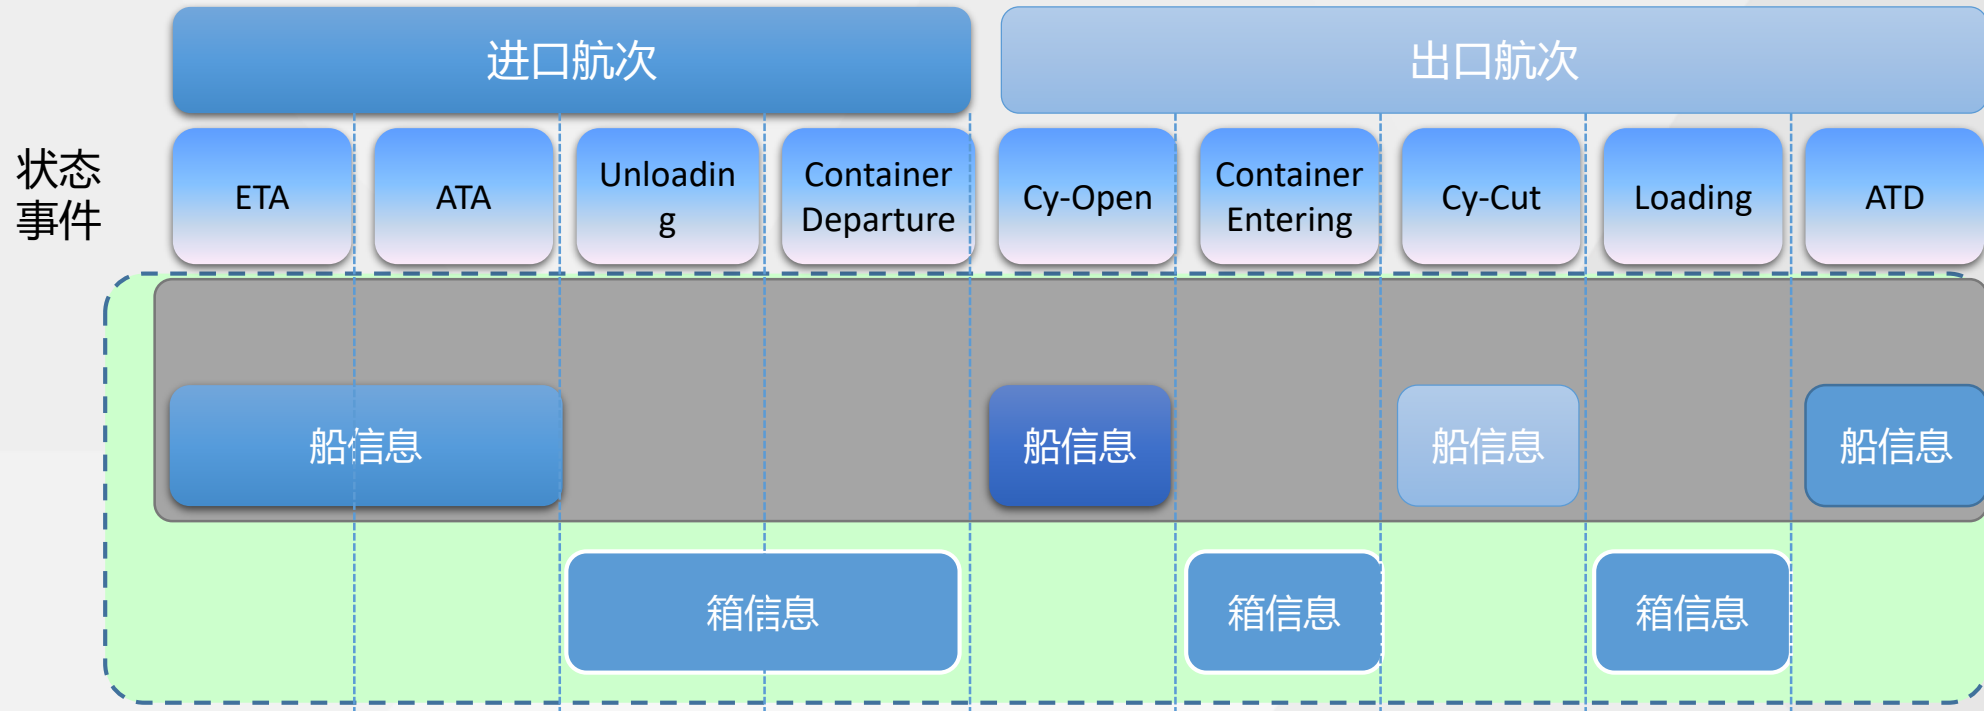 进口航次
出口航次
状态
事件
ETA
ATA
Unloadin
g
Container
Departure
Cy-Open
Container
Entering
Cy-Cut
Loading
ATD
船信息
船信息
船信息
船信息
箱信息
箱信息
箱信息